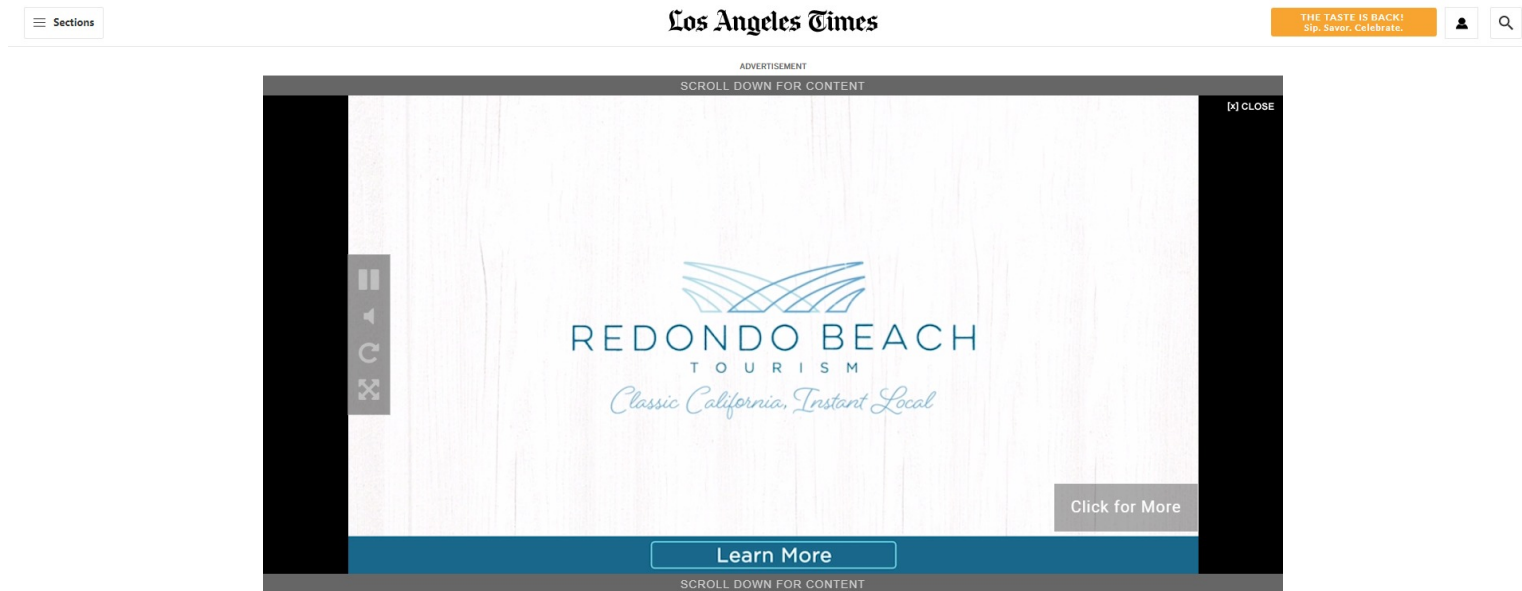 Sections
Los Angeles Times
THE TASTE IS BACK!
Sip. Savor. Celebrate.
ADVERTISEMENT
SCROLL DOWN FOR CONTENT
[x] CLOSE
REDONDO BEACH
TOURISM
Classic California, Instant Local
Click for More
Learn More
SCROLL DOWN FOR CONTENT